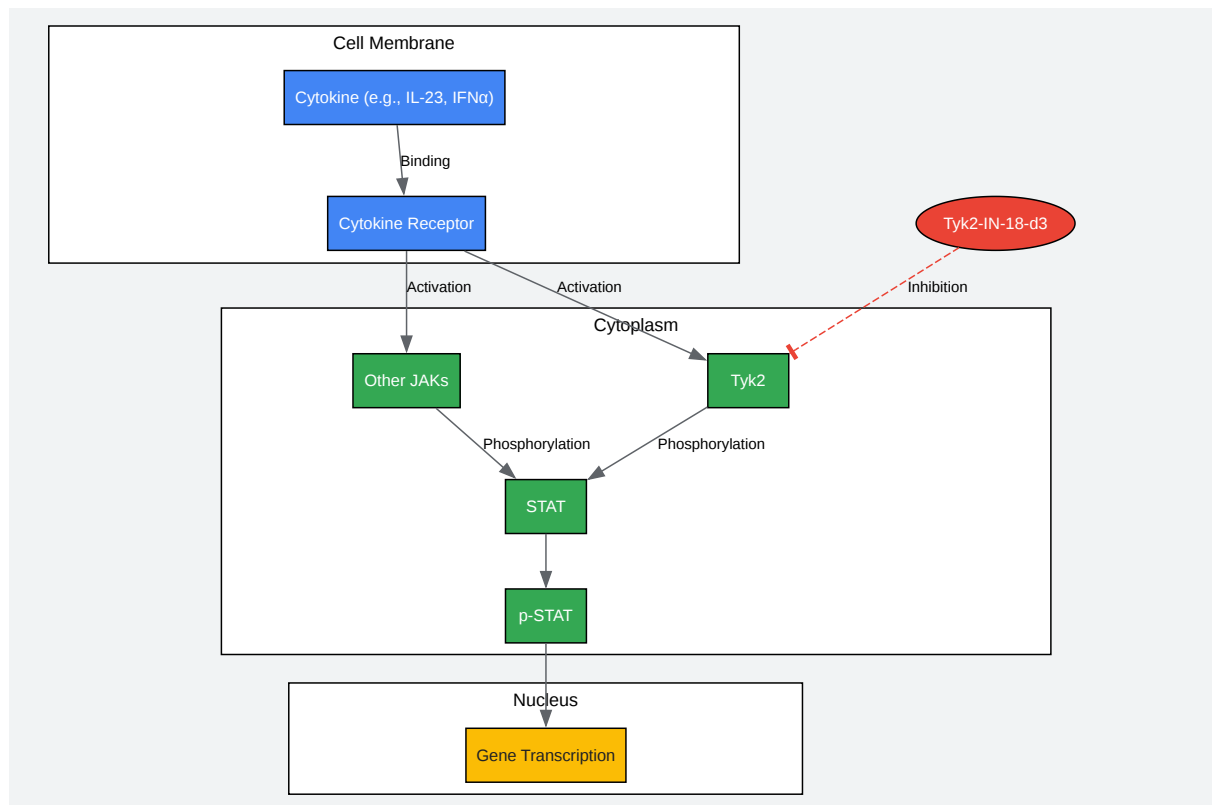 Cell Membrane
Cytokine (e.g., IL-23, IFNα)
Binding
Cytokine Receptor
Tyk2-IN-18-d3
Activation
Activation
Inhibition
Cytoplasm
Other JAKs
Tyk2
Phosphorylation
Phosphorylation
STAT
p-STAT
Nucleus
Gene Transcription